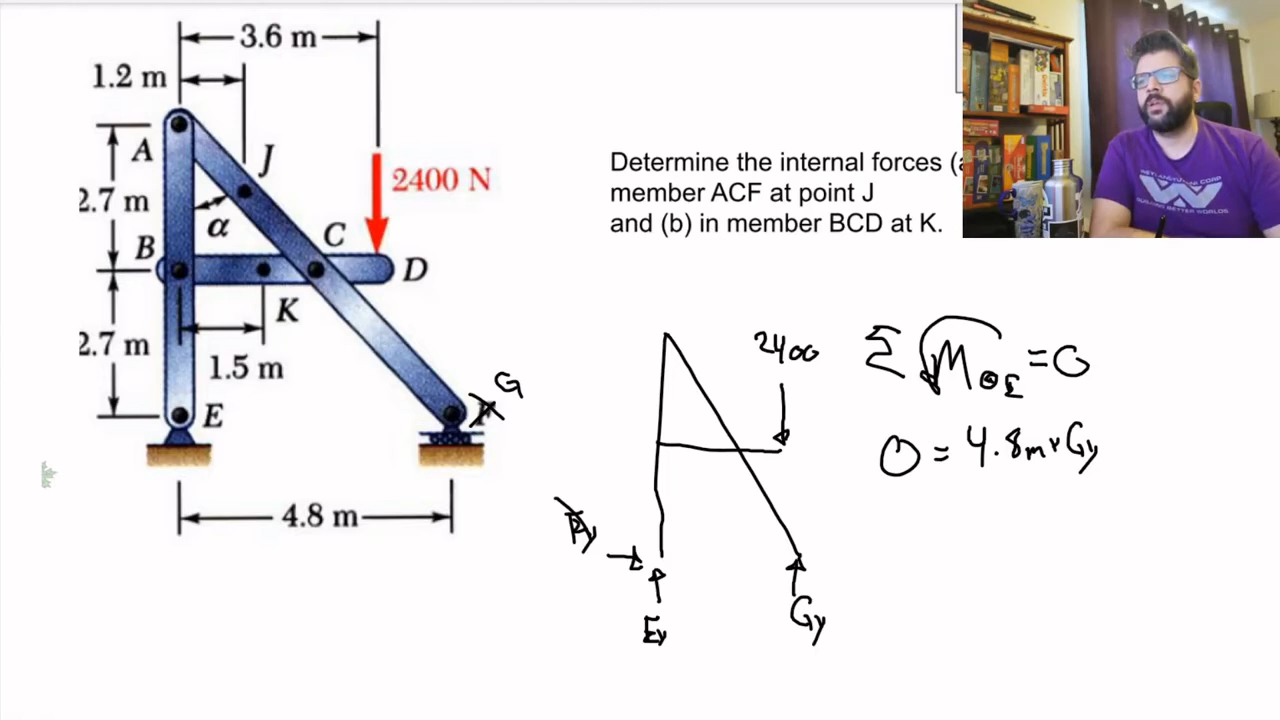 3.6 m
1.2 m
A
J
2.7 m
2400 N
α
C
B
D
K
2.7 m
1.5 m
E
G
4.8 m
Determine the internal forces (a
member ACF at point J
and (b) in member BCD at K.
2400
Σ M@E = 0
0 = 4.8m × Gy
Ey
Gy